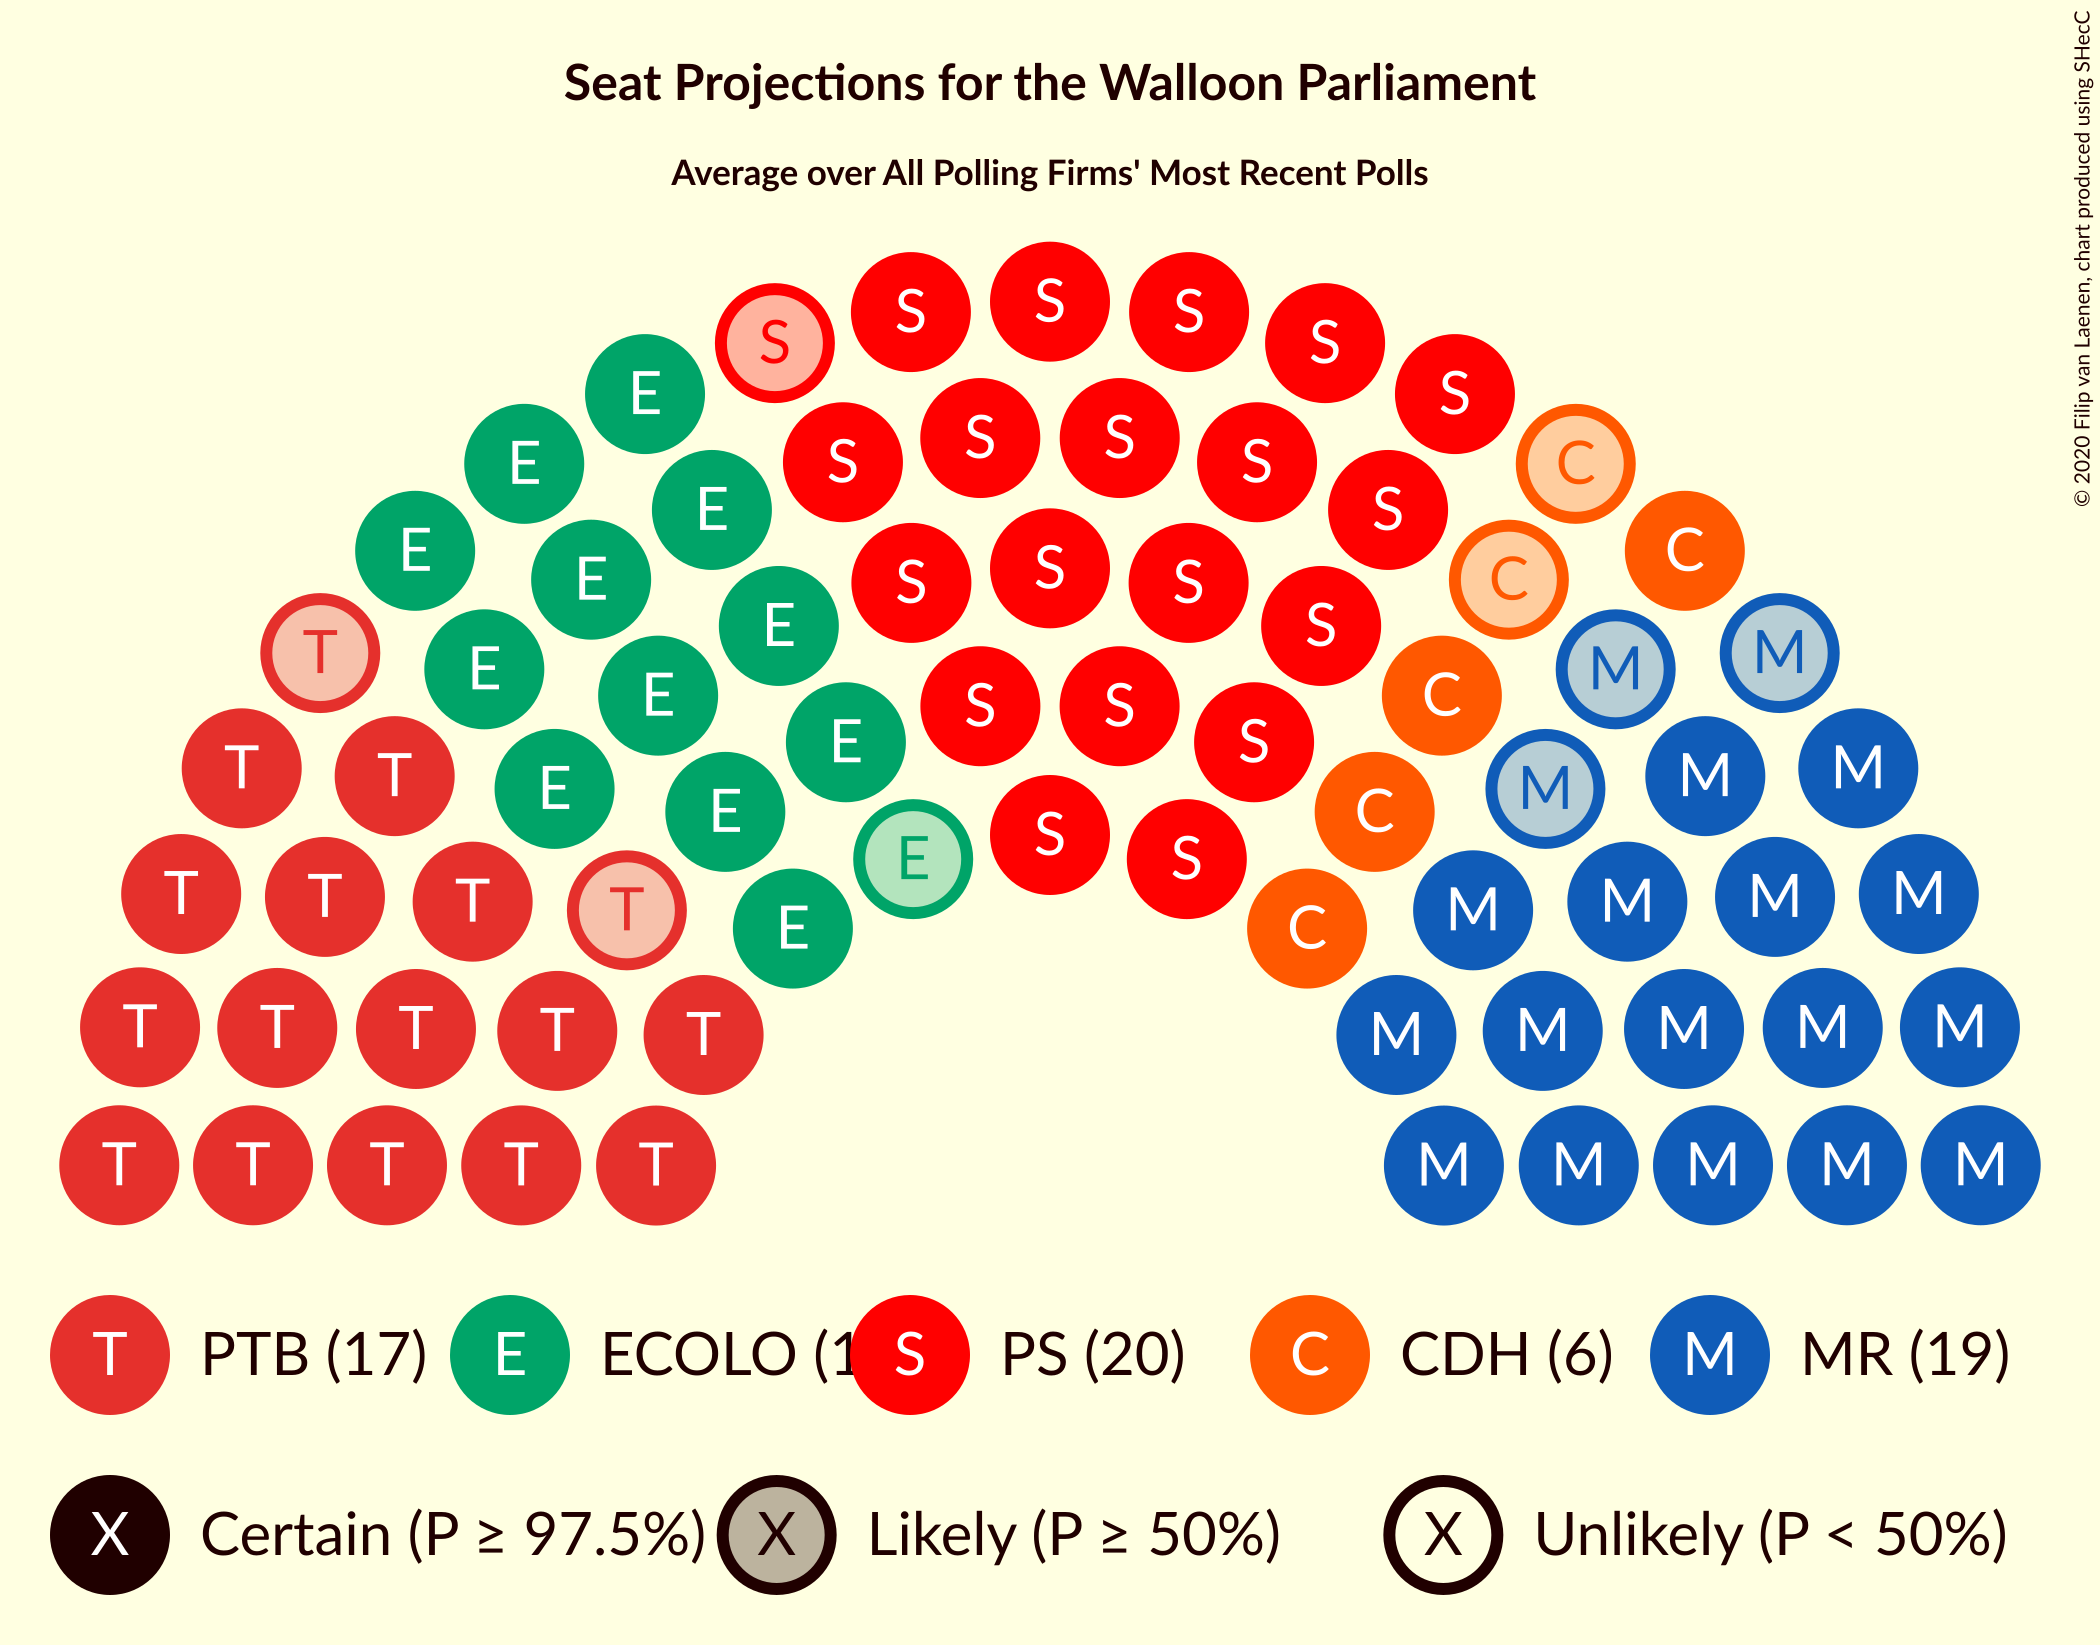 Seat Projections for the Walloon Parliament
Average over All Polling Firms' Most Recent Polls
© 2020 Filip van Laenen, chart produced using SHecC
S
S S
S S
E S
S S
E S S C
E S
E C
S
E S S C
E S
T M
E M
E C
S S
E S
T T M M
E M
E C
S
E S
T T T T M M M M
E C
T T T T T M M M M M
T T T T T M M M M M
T PTB (17) E ECOLO (1 S PS (20) C CDH (6) M MR (19)
X Certain (P ≥ 97.5%) X Likely (P ≥ 50%) X Unlikely (P < 50%)